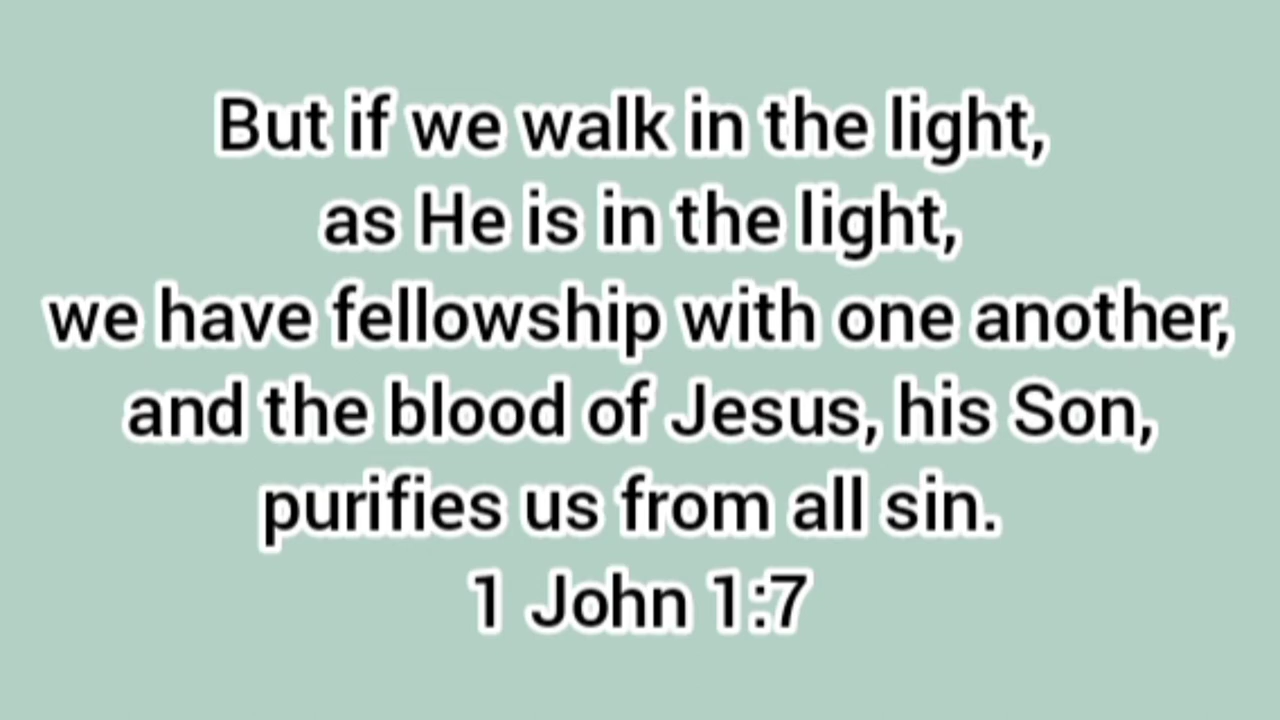 But if we walk in the light,
as He is in the light,
we have fellowship with one another,
and the blood of Jesus, his Son,
purifies us from all sin.
1 John 1:7